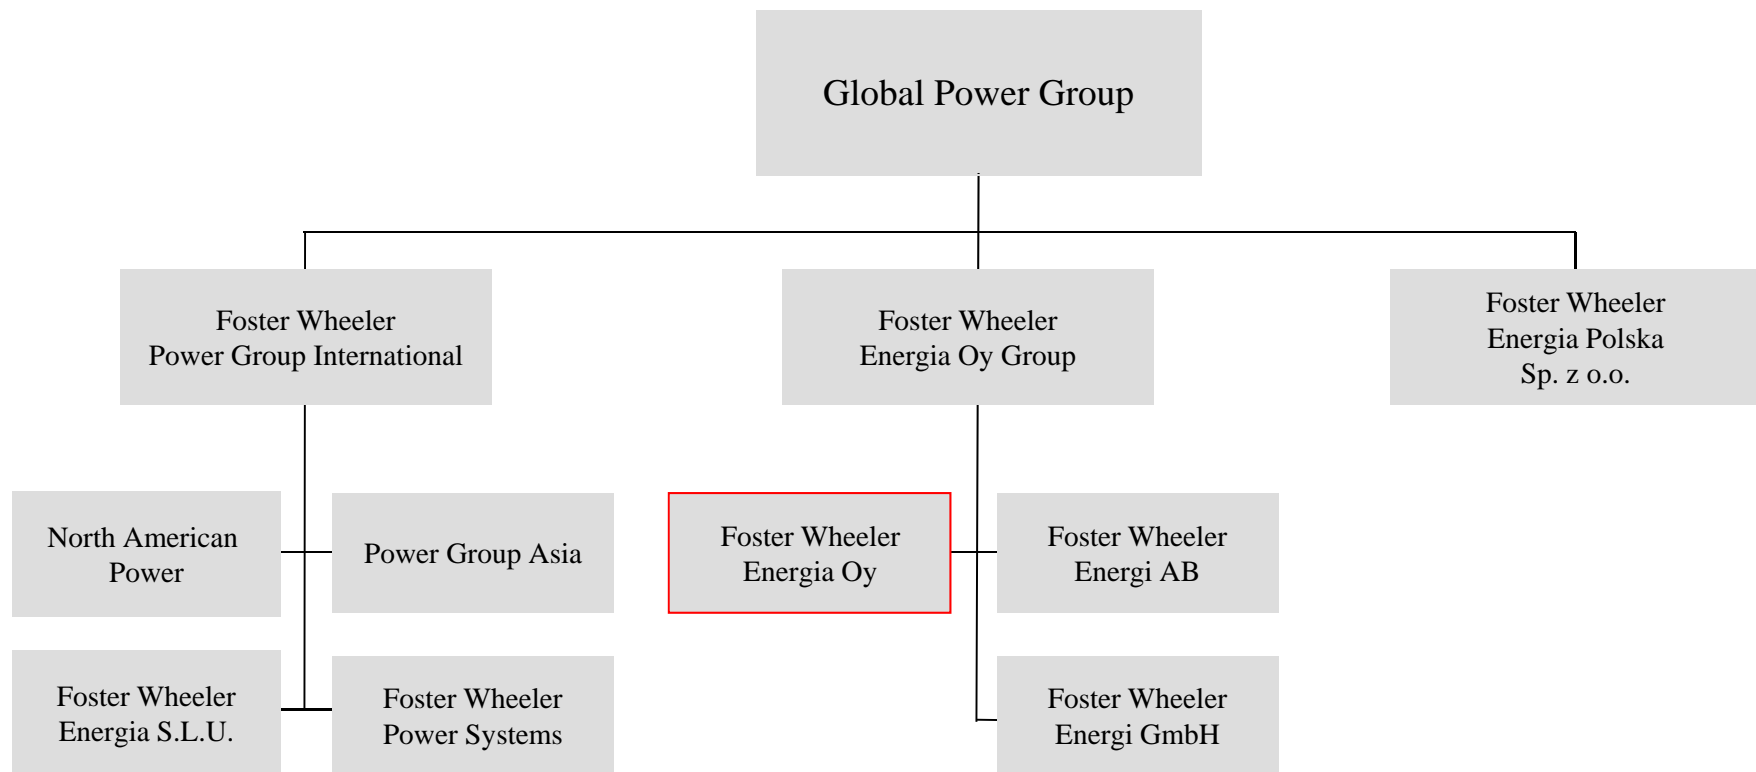 Global Power Group
Foster Wheeler
Power Group International
Foster Wheeler
Energia Oy Group
Foster Wheeler
Energia Polska
Sp. z o.o.
North American
Power
Power Group Asia
Foster Wheeler
Energia Oy
Foster Wheeler
Energi AB
Foster Wheeler
Energia S.L.U.
Foster Wheeler
Power Systems
Foster Wheeler
Energi GmbH